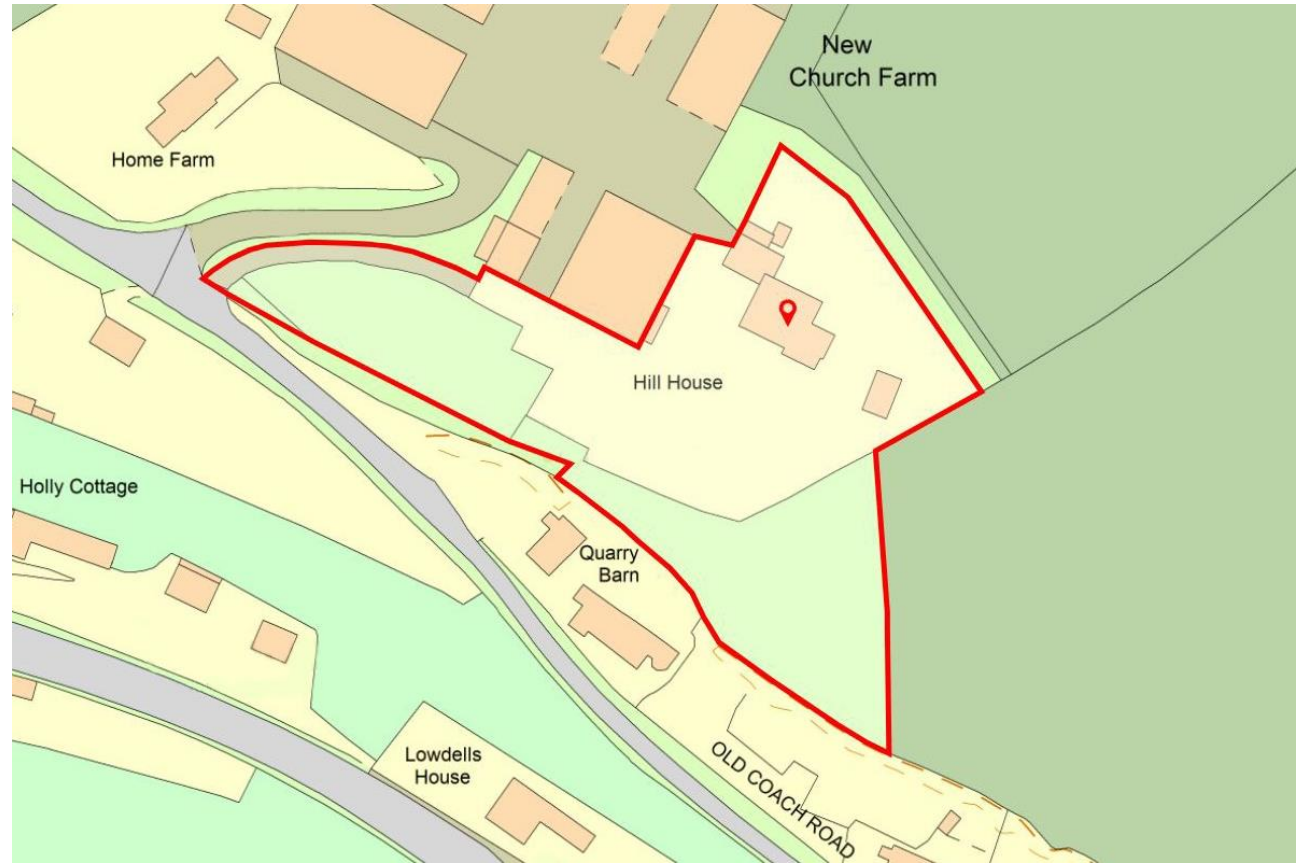 New
Church Farm
Home Farm
Hill House
Holly Cottage
Quarry
Barn
Lowdells
House
OLD COACH ROAD